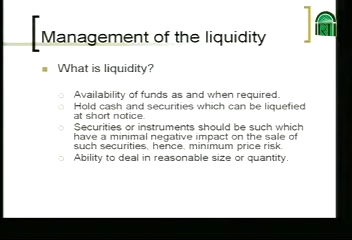 Management of the liquidity
What is liquidity?
Availability of funds as and when required.
Hold cash and securities which can be liquefied
at short notice.
Securities or instruments should be such which
have a minimal negative impact on the sale of
such securities, hence, minimum price risk.
Ability to deal in reasonable size or quantity.